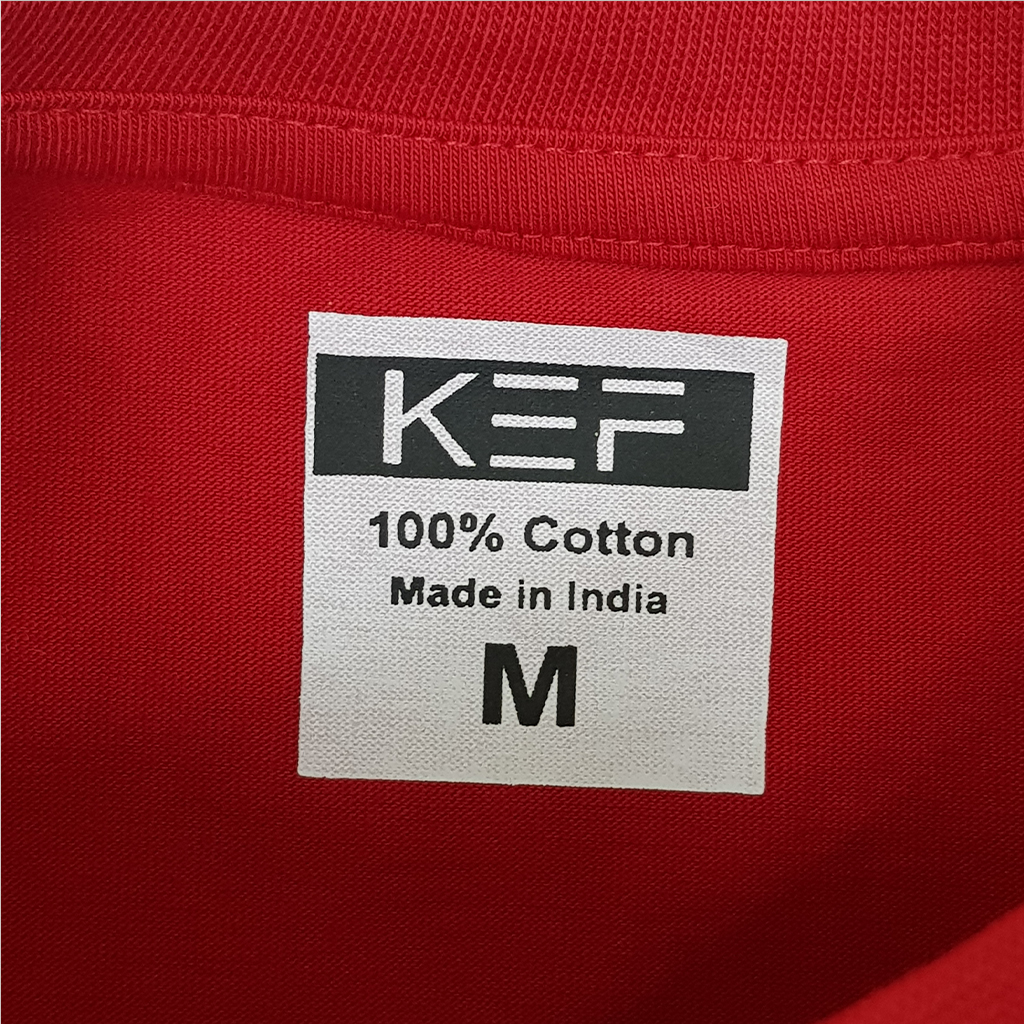 KEF
100% Cotton
Made in India
M